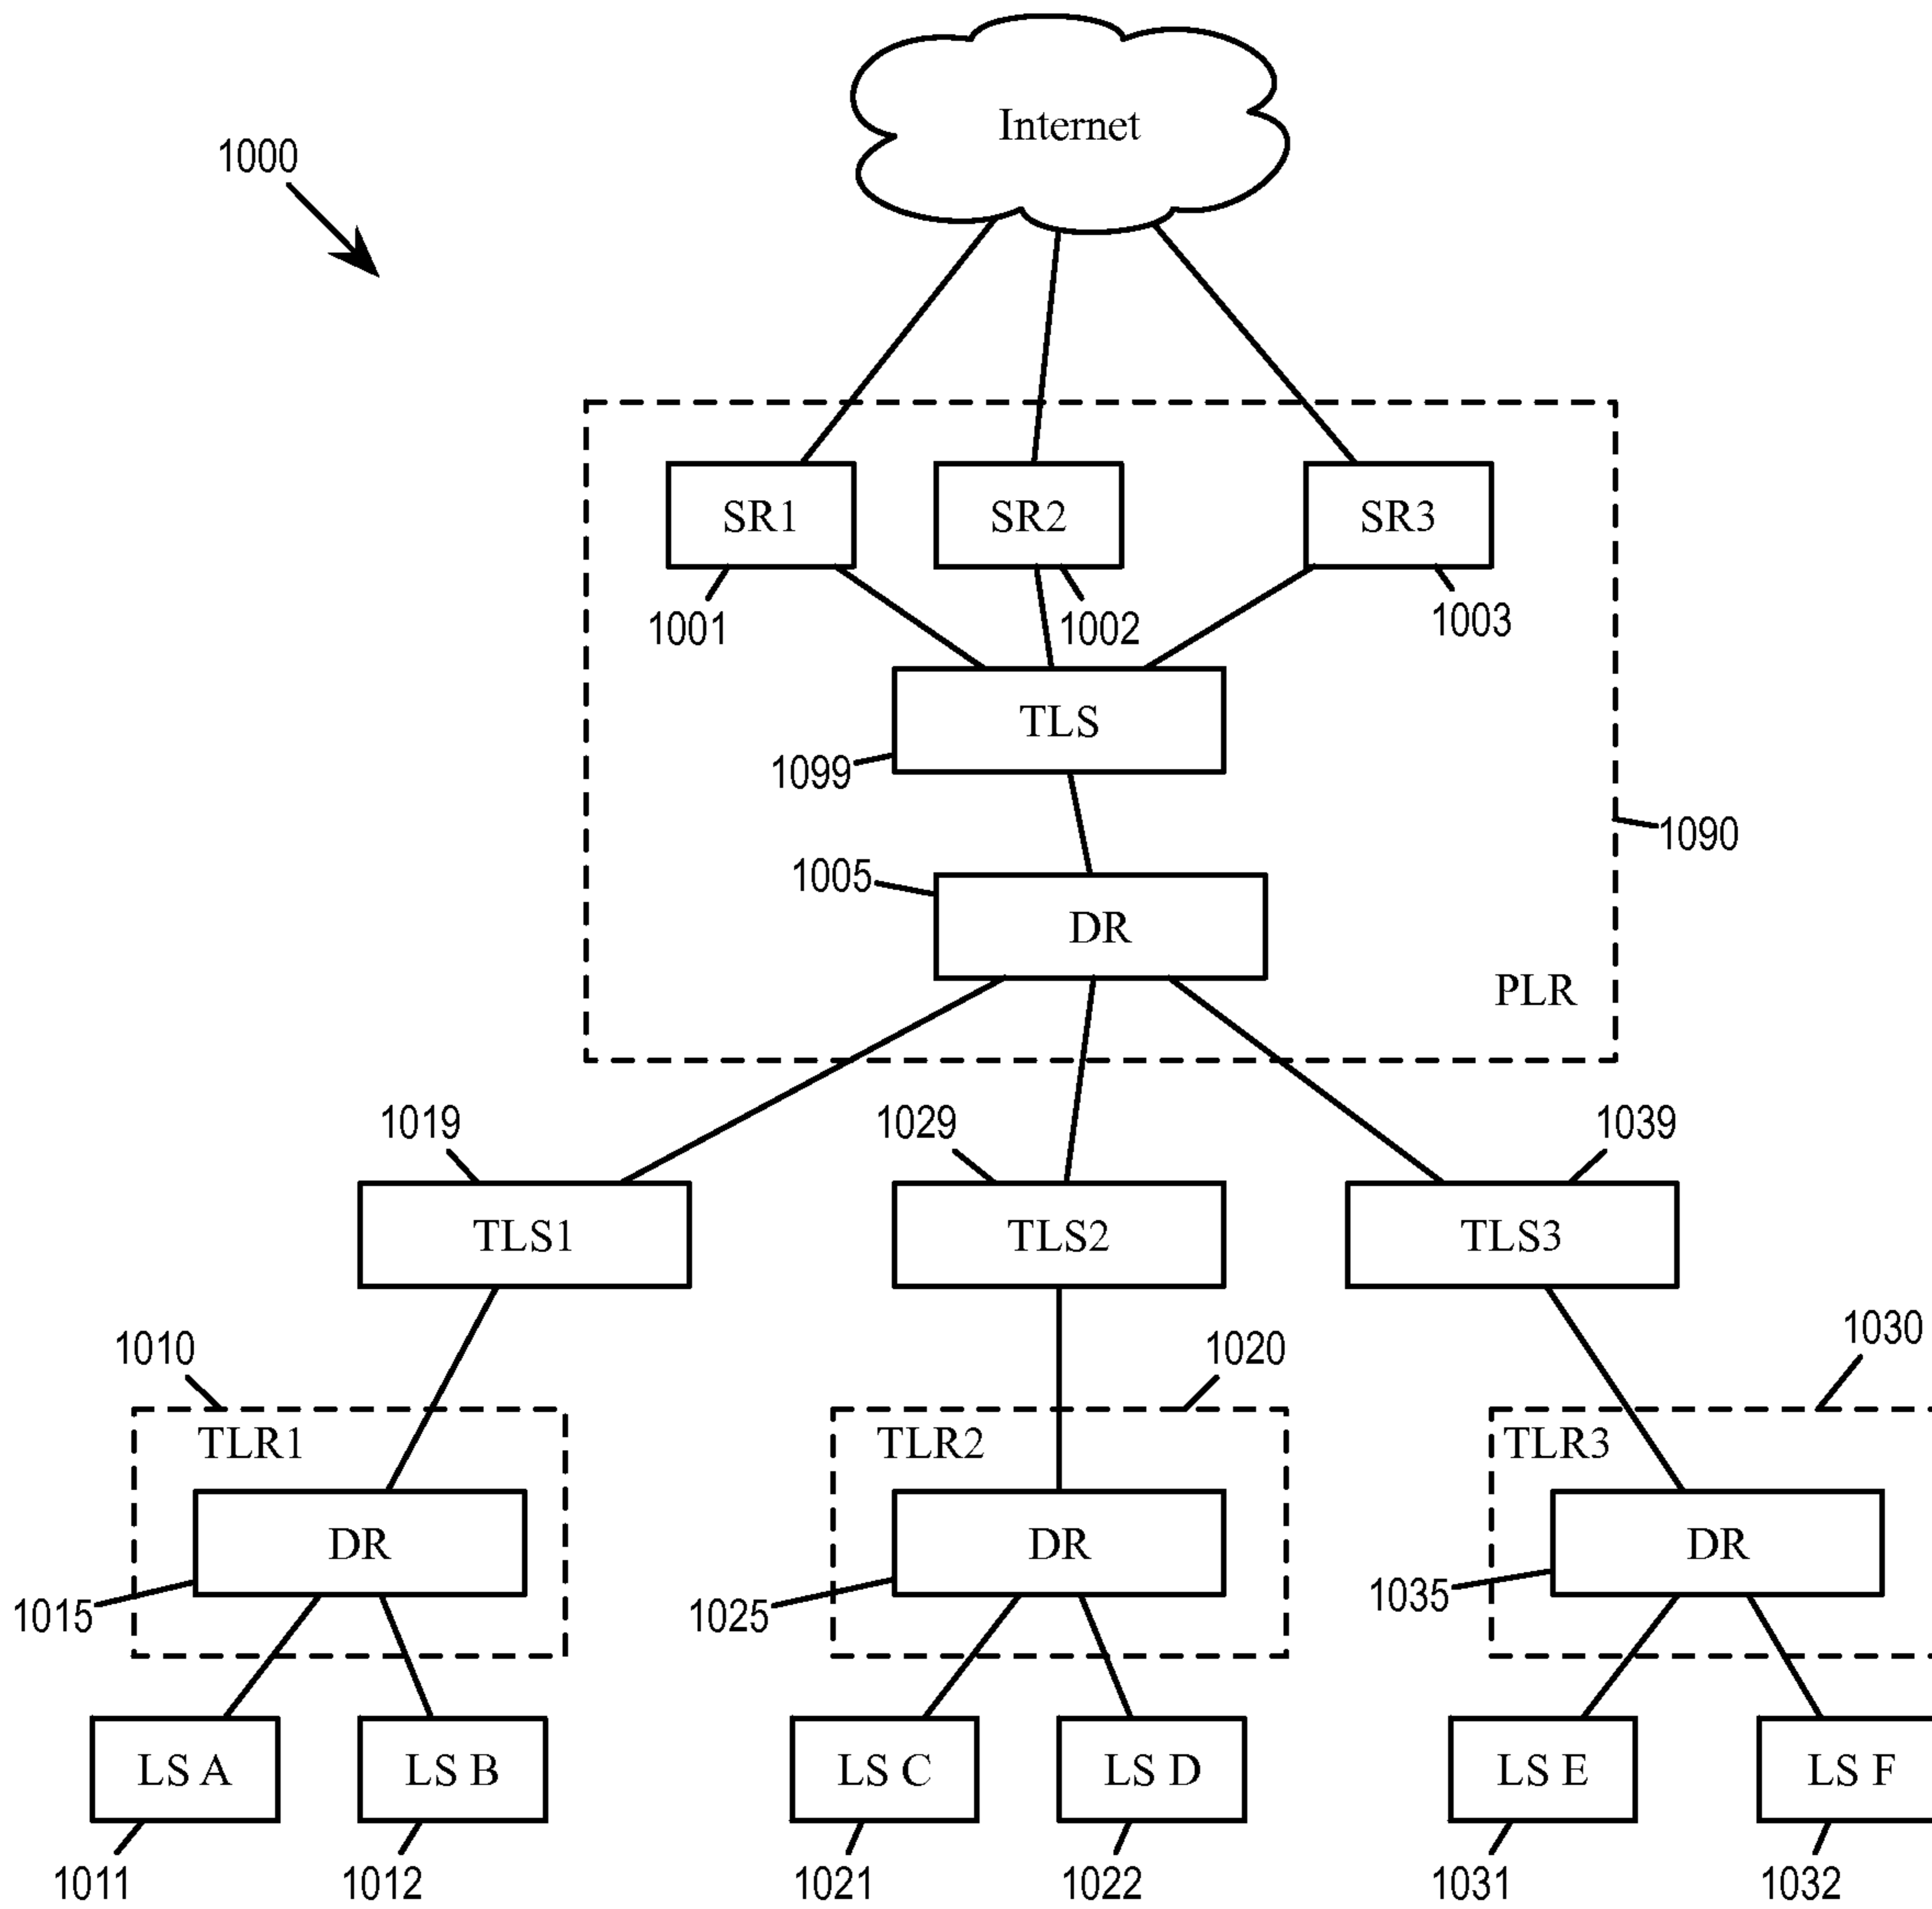 Internet
1000
SR1
SR2
SR3
1001
1002
1003
TLS
1099
1090
1005
DR
PLR
1019
1029
1039
TLS1
TLS2
TLS3
1010
1020
1030
TLR1
TLR2
TLR3
DR
DR
DR
1015
1025
1035
LS A
LS B
LS C
LS D
LS E
LS F
1011
1012
1021
1022
1031
1032